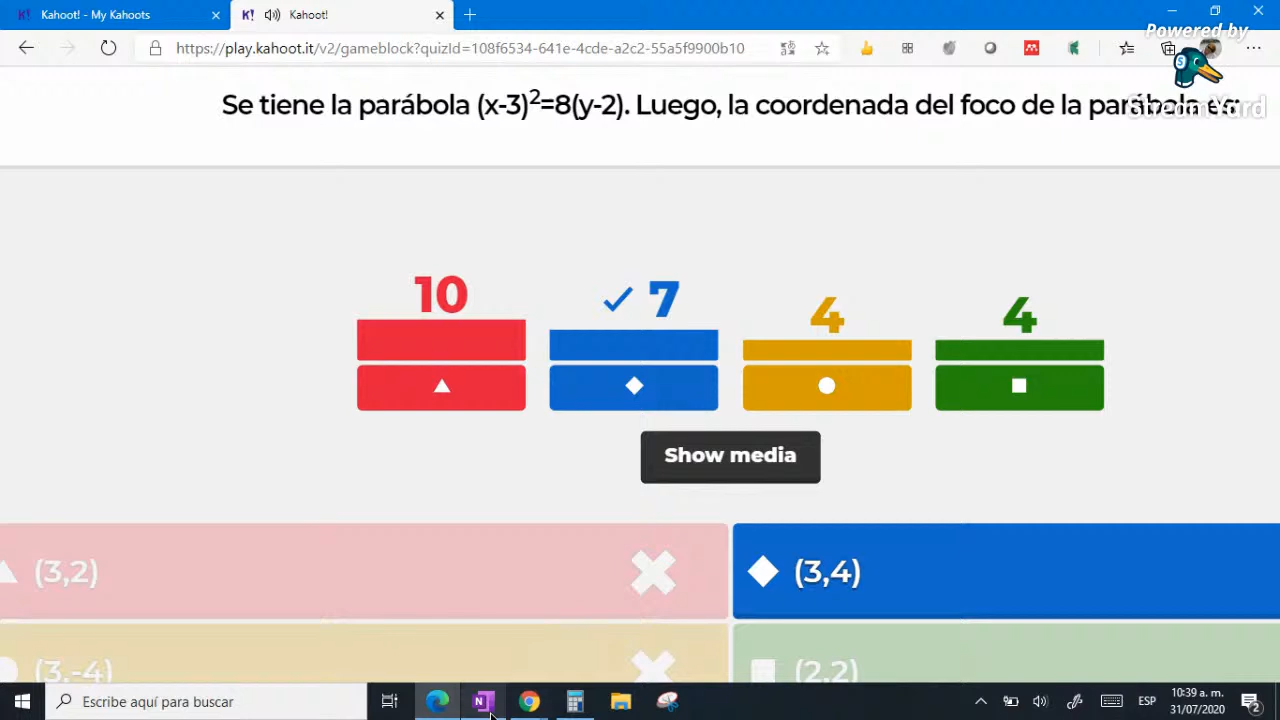 Kahoot! - My Kahoots
Kahoot!
Powered by
https://play.kahoot.it/v2/gameblock?quizId=108f6534-641e-4cde-a2c2-55a5f9900b10
StreamYard
Se tiene la parábola (x-3)²=8(y-2). Luego, la coordenada del foco de la parábola es:
10
7
4
4
Show media
(3,2)
(3,4)
(3,-4)
(2,2)
Escribe aquí para buscar
ESP
10:39 a. m.
31/07/2020
2